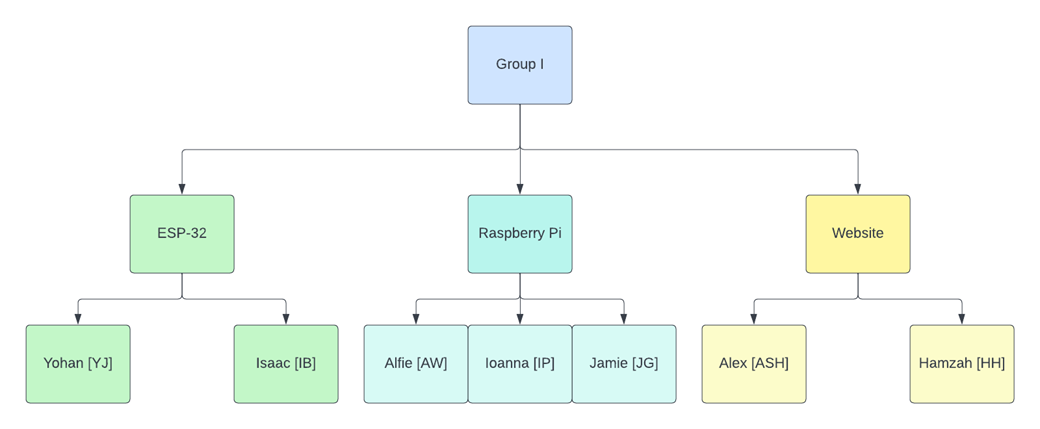 Group I
ESP-32
Raspberry Pi
Website
Yohan [YJ]
Isaac [IB]
Alfie [AW]
Ioanna [IP]
Jamie [JG]
Alex [ASH]
Hamzah [HH]